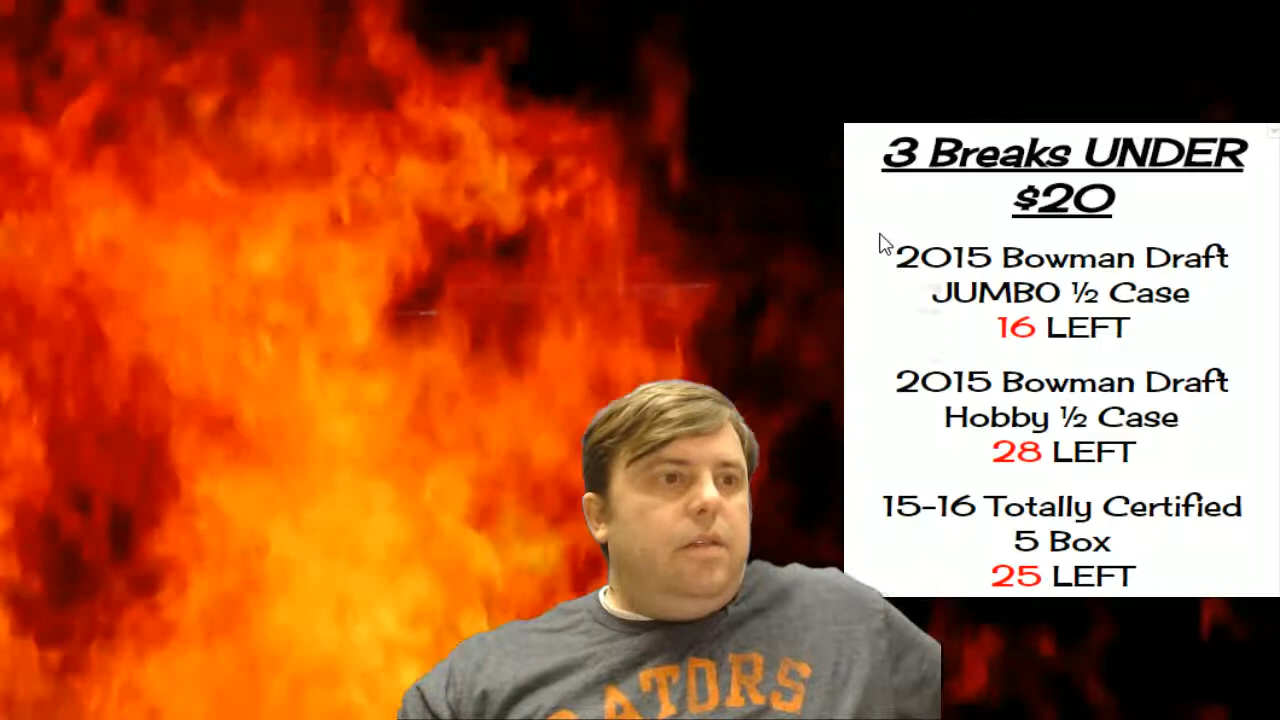 3 Breaks UNDER
$20
2015 Bowman Draft
JUMBO ½ Case
16 LEFT
2015 Bowman Draft
Hobby ½ Case
28 LEFT
15-16 Totally Certified
5 Box
25 LEFT
GATORS